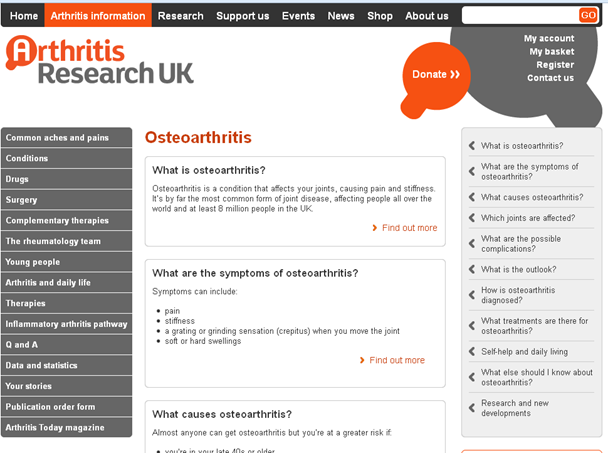 Home Arthritis information Research Support us Events News Shop About us GO
Arthritis
Research UK
Donate
My account
My basket
Register
Contact us
Common aches and pains
Conditions
Drugs
Surgery
Complementary therapies
The rheumatology team
Young people
Arthritis and daily life
Therapies
Inflammatory arthritis pathway
Q and A
Data and statistics
Your stories
Publication order form
Arthritis Today magazine
Osteoarthritis
What is osteoarthritis?
Osteoarthritis is a condition that affects your joints, causing pain and stiffness.
It's by far the most common form of joint disease, affecting people all over the
world and at least 8 million people in the UK.
Find out more
What are the symptoms of osteoarthritis?
Symptoms can include:
pain
stiffness
a grating or grinding sensation (crepitus) when you move the joint
soft or hard swellings
Find out more
What causes osteoarthritis?
Almost anyone can get osteoarthritis but you're at a greater risk if:
you're in your late 40s or older
What is osteoarthritis?
What are the symptoms of
osteoarthritis?
What causes osteoarthritis?
Which joints are affected?
What are the possible
complications?
What is the outlook?
How is osteoarthritis
diagnosed?
What treatments are there for
osteoarthritis?
Self-help and daily living
What else should I know about
osteoarthritis?
Research and new
developments